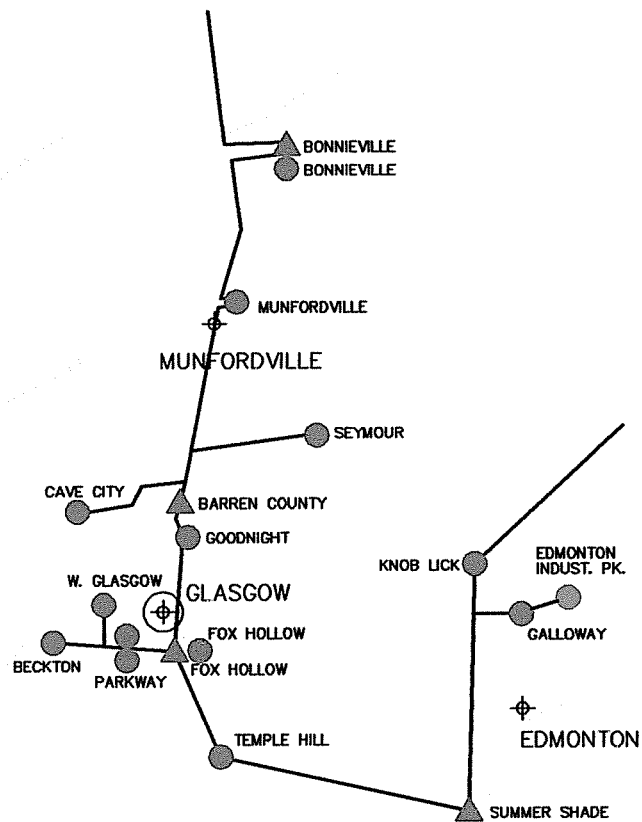 BONNIEVILLE
BONNIEVILLE
MUNFORDVILLE
MUNFORDVILLE
SEYMOUR
CAVE CITY
BARREN COUNTY
GOODNIGHT
KNOB LICK
EDMONTON
INDUST. PK.
W. GLASGOW
GLASGOW
GALLOWAY
FOX HOLLOW
BECKTON
FOX HOLLOW
PARKWAY
EDMONTON
TEMPLE HILL
SUMMER SHADE